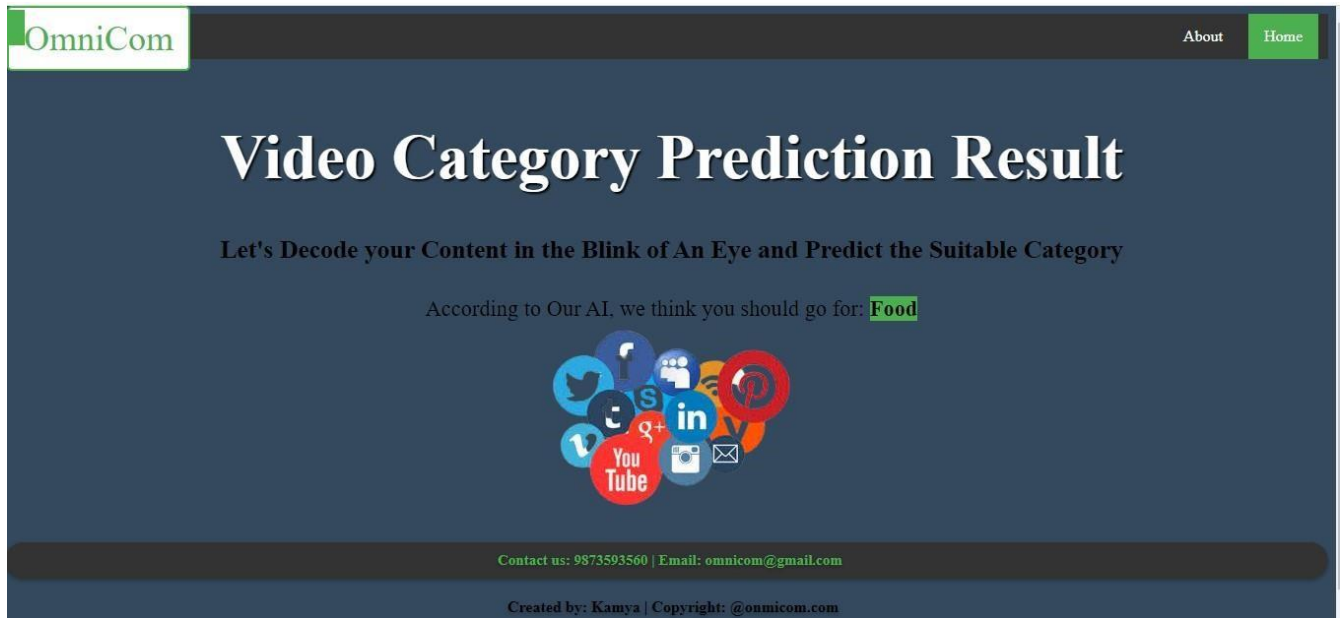 OmniCom
About
Home
Video Category Prediction Result
Let's Decode your Content in the Blink of An Eye and Predict the Suitable Category
According to Our AI, we think you should go for: Food
f
t
S
g+
in
y
You
Tube
Contact us: 9873593560 | Email: omnicom@gmail.com
Created by: Kamya | Copyright: @onmicom.com